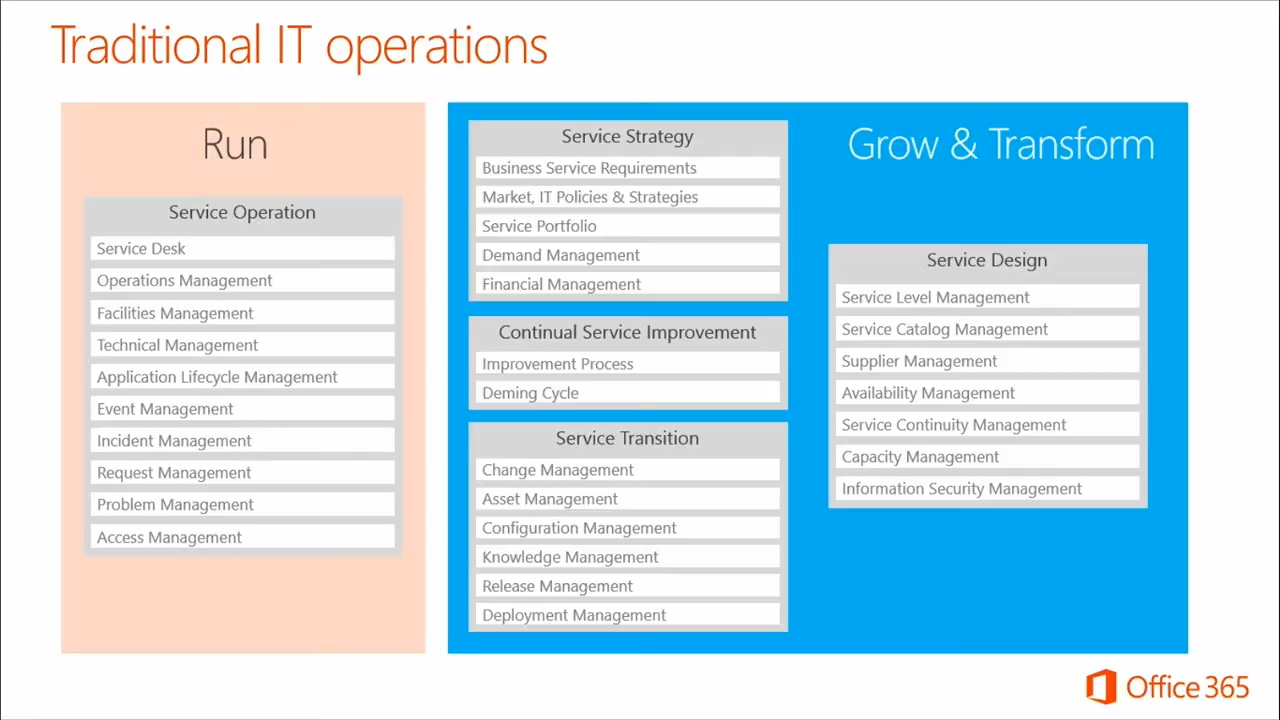 Traditional IT operations
Run
Service Operation
Service Desk
Operations Management
Facilities Management
Technical Management
Application Lifecycle Management
Event Management
Incident Management
Request Management
Problem Management
Access Management
Service Strategy
Business Service Requirements
Market, IT Policies & Strategies
Service Portfolio
Demand Management
Financial Management
Continual Service Improvement
Improvement Process
Deming Cycle
Service Transition
Change Management
Asset Management
Configuration Management
Knowledge Management
Release Management
Deployment Management
Grow & Transform
Service Design
Service Level Management
Service Catalog Management
Supplier Management
Availability Management
Service Continuity Management
Capacity Management
Information Security Management
Office 365